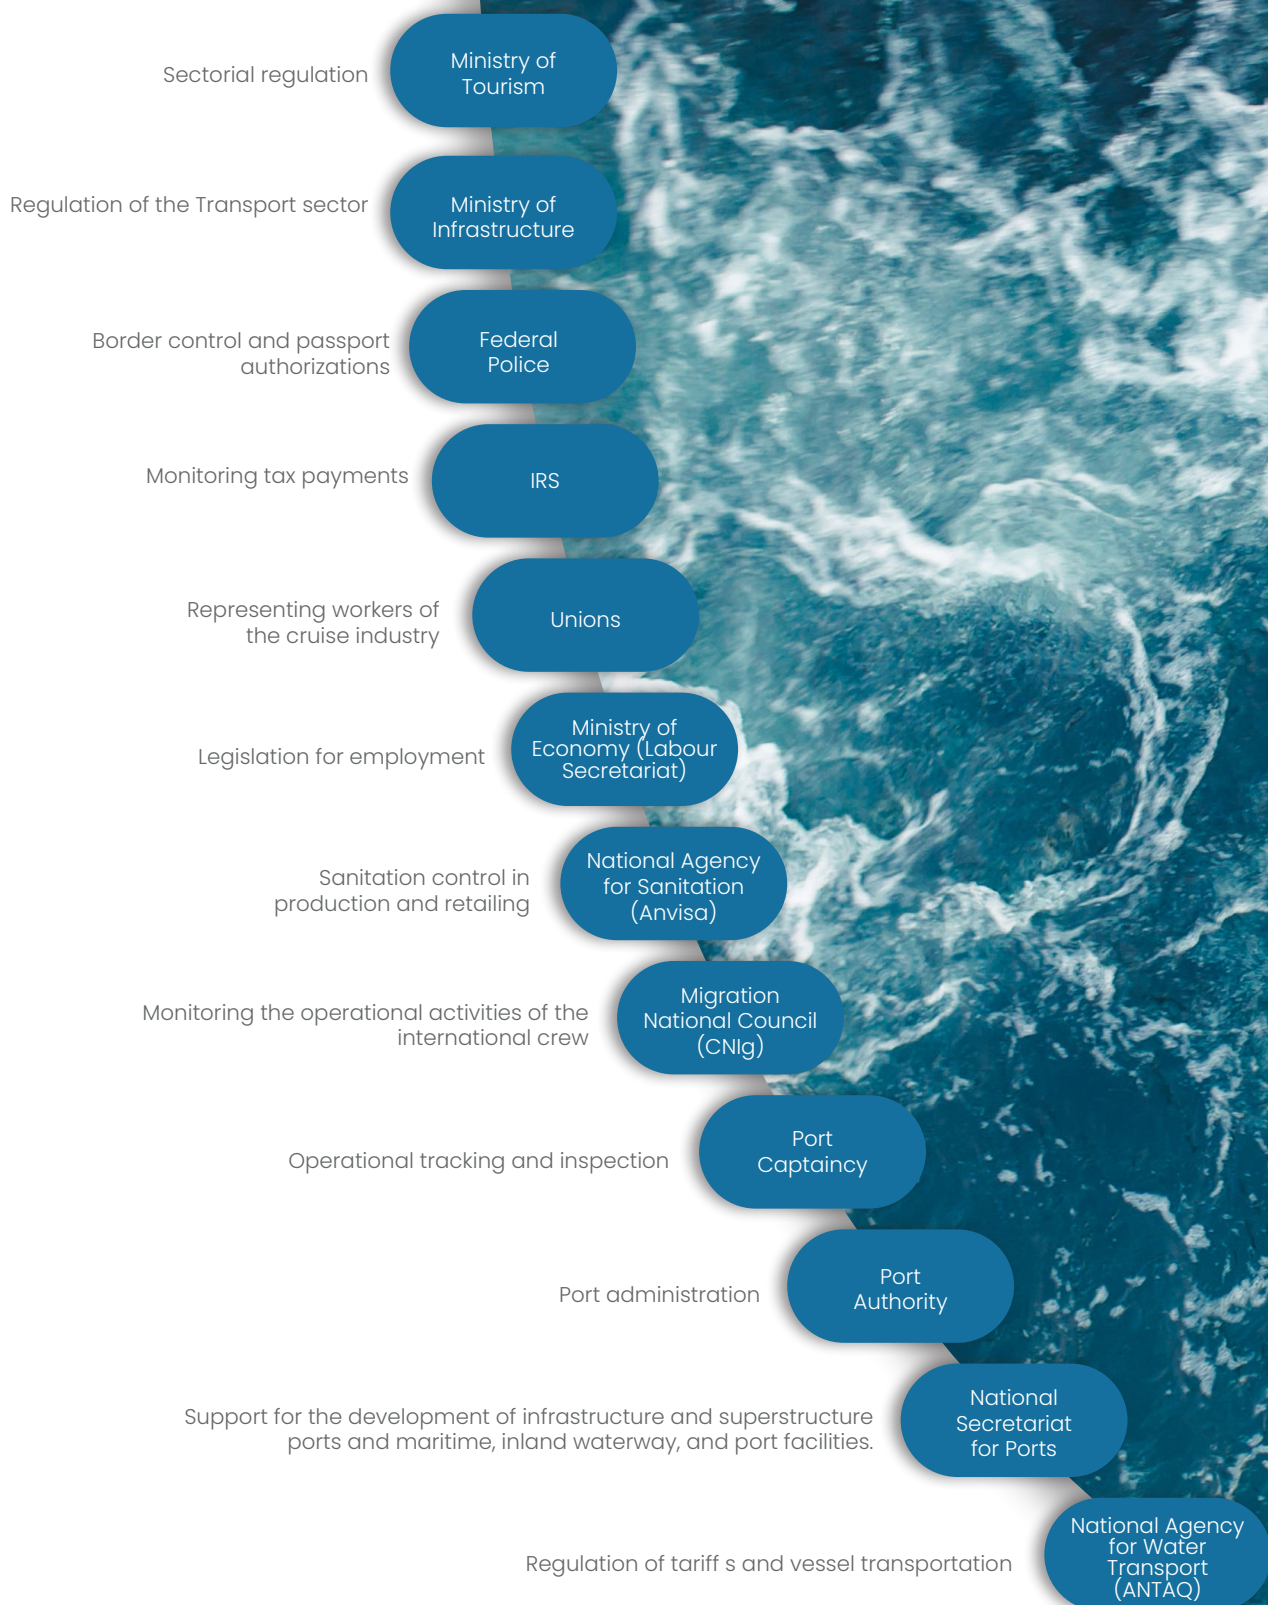 Sectorial regulation
Ministry of
Tourism
Regulation of the Transport sector
Ministry of
Infrastructure
Border control and passport
authorizations
Federal
Police
Monitoring tax payments
IRS
Representing workers of
the cruise industry
Unions
Legislation for employment
Ministry of
Economy (Labour
Secretariat)
Sanitation control in
production and retailing
National Agency
for Sanitation
(Anvisa)
Monitoring the operational activities of the
international crew
Migration
National Council
(CNIg)
Operational tracking and inspection
Port
Captaincy
Port administration
Port
Authority
Support for the development of infrastructure and superstructure
ports and maritime, inland waterway, and port facilities.
National
Secretariat
for Ports
Regulation of tariff s and vessel transportation
National Agency
for Water
Transport
(ANTAQ)